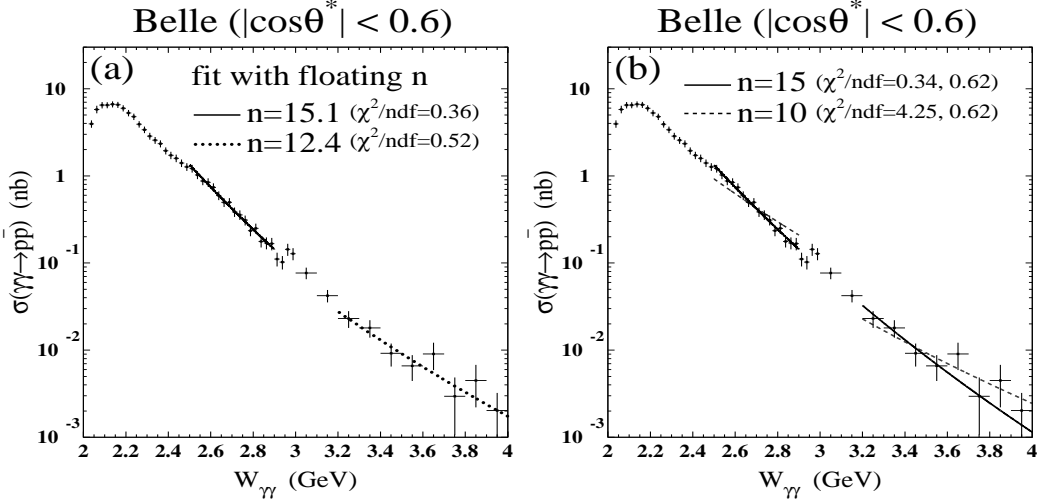 Belle (|cosθ*| < 0.6)
(a)
fit with floating n
n=15.1 (χ²/ndf=0.36)
n=12.4 (χ²/ndf=0.52)
σ(γγ→pp̄) (nb)
10
1
10⁻¹
10⁻²
10⁻³
2 2.2 2.4 2.6 2.8 3 3.2 3.4 3.6 3.8 4
Wγγ (GeV)
Belle (|cosθ*| < 0.6)
(b)
n=15 (χ²/ndf=0.34, 0.62)
n=10 (χ²/ndf=4.25, 0.62)
σ(γγ→pp̄) (nb)
10
1
10⁻¹
10⁻²
10⁻³
2 2.2 2.4 2.6 2.8 3 3.2 3.4 3.6 3.8 4
Wγγ (GeV)